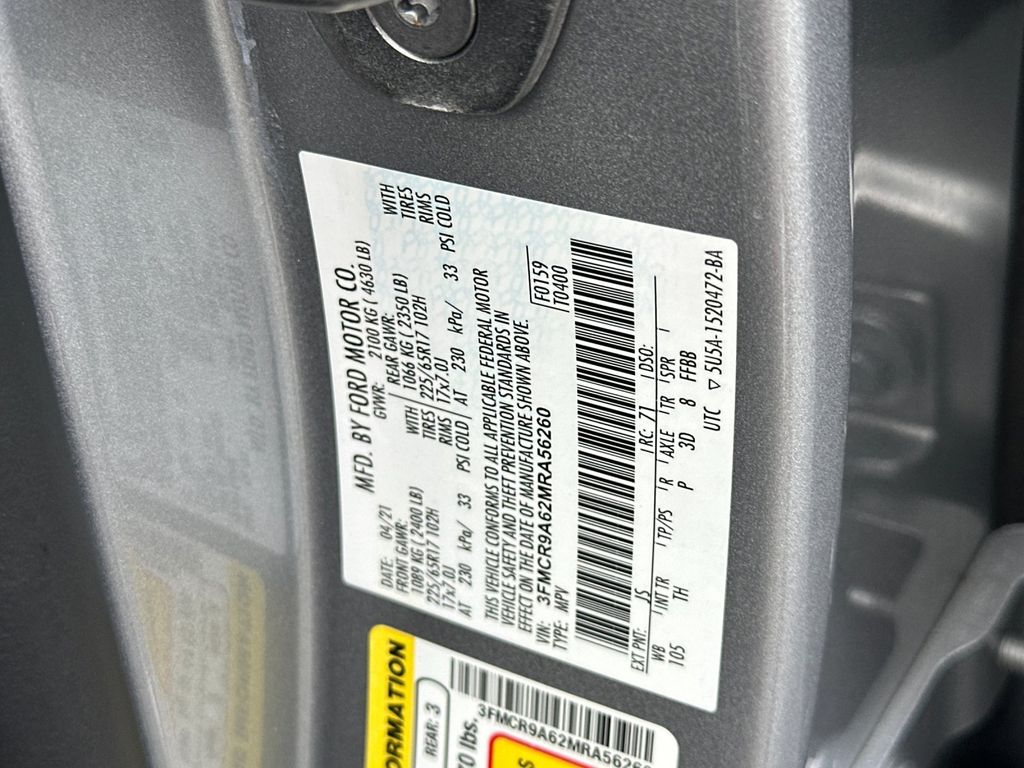 MFD. BY FORD MOTOR CO.
DATE: 04/21 GVWR: 2100 KG ( 4630 LB)
FRONT GAWR: REAR GAWR:
1089 KG ( 2400 LB) WITH 1066 KG ( 2350 LB) WITH
225/65R17 102H TIRES 225/65R17 102H TIRES
17x7.0J RIMS 17x7.0J RIMS
AT 230 kPa/ 33 PSI COLD AT 230 kPa/ 33 PSI COLD
THIS VEHICLE CONFORMS TO ALL APPLICABLE FEDERAL MOTOR
VEHICLE SAFETY AND THEFT PREVENTION STANDARDS IN
EFFECT ON THE DATE OF MANUFACTURE SHOWN ABOVE.
VIN: 3FMCR9A62MRA56260 F0159
TYPE: MPV T0400
EXT PNT: JS RC: 71 DSO:
WB INT TR TP/PS R AXLE TR SPR
105 TH P 3D 8 FFBB
UTC ▽ 5U5A-1520472-BA
ORMATION
REAR: 3
lbs.
3FMCR9A62MRA56260